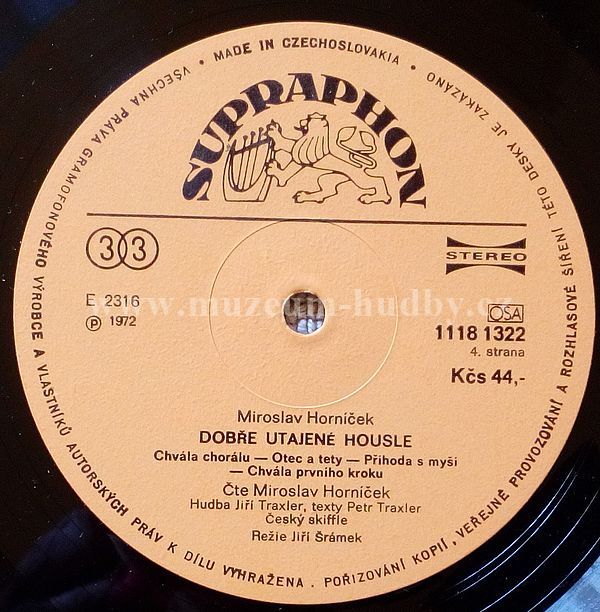 VŠECHNA PRÁVA GRAMOFONOVÉHO VÝROBCE A VLASTNÍKŮ AUTORSKÝCH PRÁV K DÍLU VYHRAŽENA . POŘIZOVÁNÍ KOPIÍ, VEŘEJNÉ PROVOZOVÁNÍ A ROZHLASOVÉ ŠÍŘENÍ TÉTO DESKY JE ZAKÁZÁNO
• MADE IN CZECHOSLOVAKIA •
SUPRAPHON
33
STEREO
E 2316
Ⓟ 1972
www.muzeum-hudby.cz
OSA
1118 1322
4. strana
Kčs 44,-
Miroslav Horníček
DOBŘE UTAJENÉ HOUSLE
Chvála chorálu — Otec a tety — Příhoda s myší
— Chvála prvního kroku
Čte Miroslav Horníček
Hudba Jiří Traxler, texty Petr Traxler
Český skiffle
Režie Jiří Šrámek